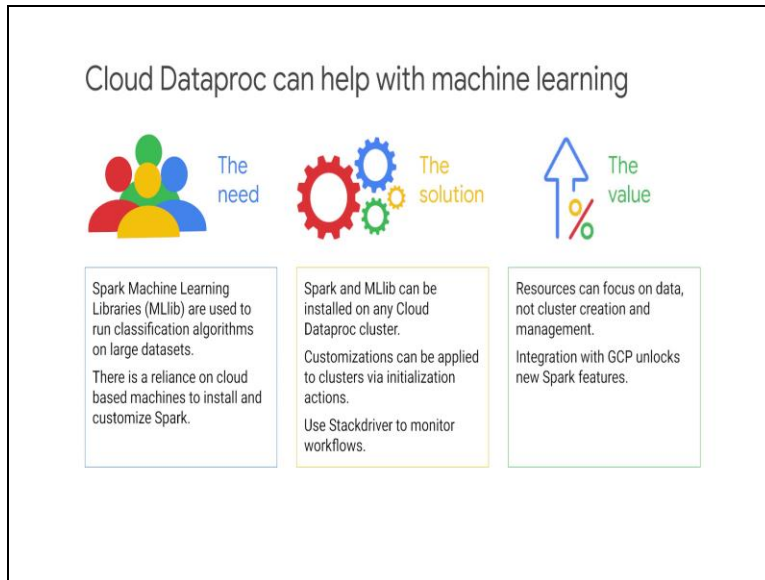 Cloud Dataproc can help with machine learning
The
need
The
solution
The
value
%
Spark Machine Learning
Libraries (MLlib) are used to
run classification algorithms
on large datasets.
There is a reliance on cloud
based machines to install and
customize Spark.
Spark and MLlib can be
installed on any Cloud
Dataproc cluster.
Customizations can be applied
to clusters via initialization
actions.
Use Stackdriver to monitor
workflows.
Resources can focus on data,
not cluster creation and
management.
Integration with GCP unlocks
new Spark features.